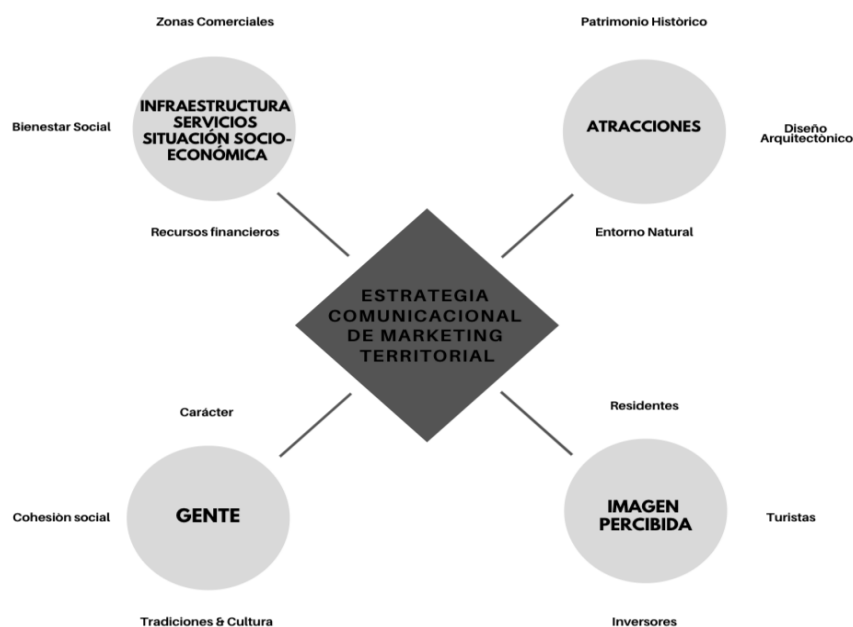 Zonas Comerciales
Patrimonio Històrico
INFRAESTRUCTURA
SERVICIOS
SITUACIÓN SOCIO-
ECONÓMICA
Bienestar Social
ATRACCIONES
Diseño
Arquitectònico
Recursos financieros
Entorno Natural
ESTRATEGIA
COMUNICACIONAL
DE MARKETING
TERRITORIAL
Carácter
Residentes
Cohesiòn social
GENTE
IMAGEN
PERCIBIDA
Turistas
Tradiciones & Cultura
Inversores